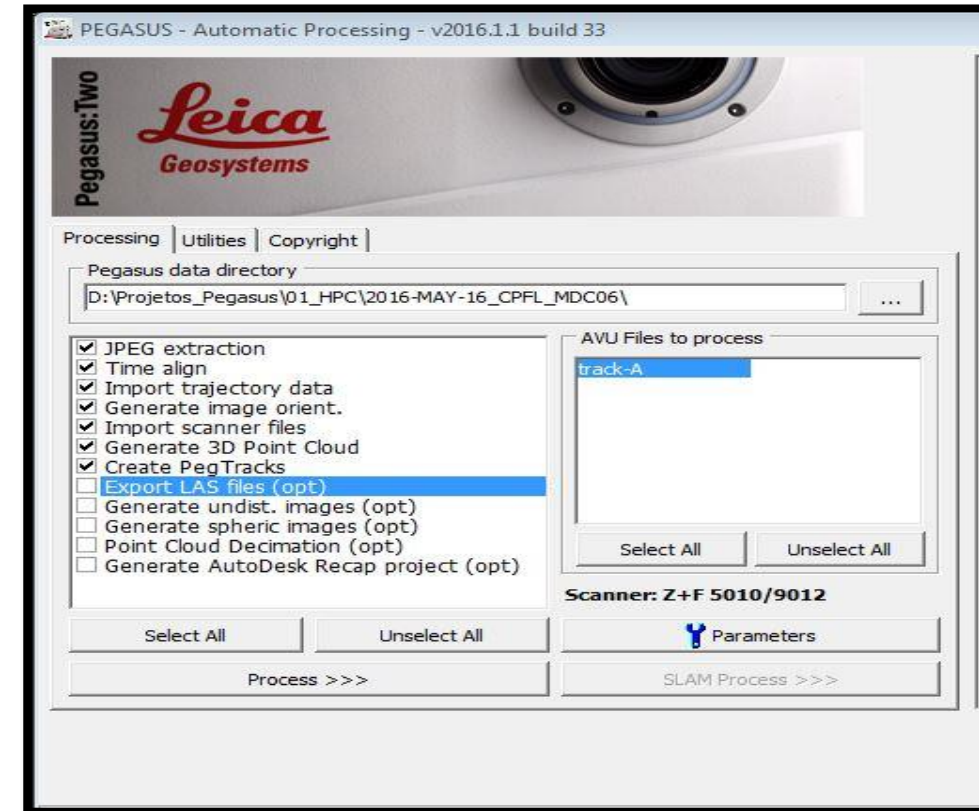 PEGASUS - Automatic Processing - v2016.1.1 build 33
Pegasus:Two
Leica
Geosystems
Processing
Utilities
Copyright
Pegasus data directory
D:\Projetos_Pegasus\01_HPC\2016-MAY-16_CPFL_MDC06\
...
JPEG extraction
Time align
Import trajectory data
Generate image orient.
Import scanner files
Generate 3D Point Cloud
Create PegTracks
Export LAS files (opt)
Generate undist. images (opt)
Generate spheric images (opt)
Point Cloud Decimation (opt)
Generate AutoDesk Recap project (opt)
Select All
Unselect All
Process >>>
AVU Files to process
track-A
Select All
Unselect All
Scanner: Z+F 5010/9012
Parameters
SLAM Process >>>